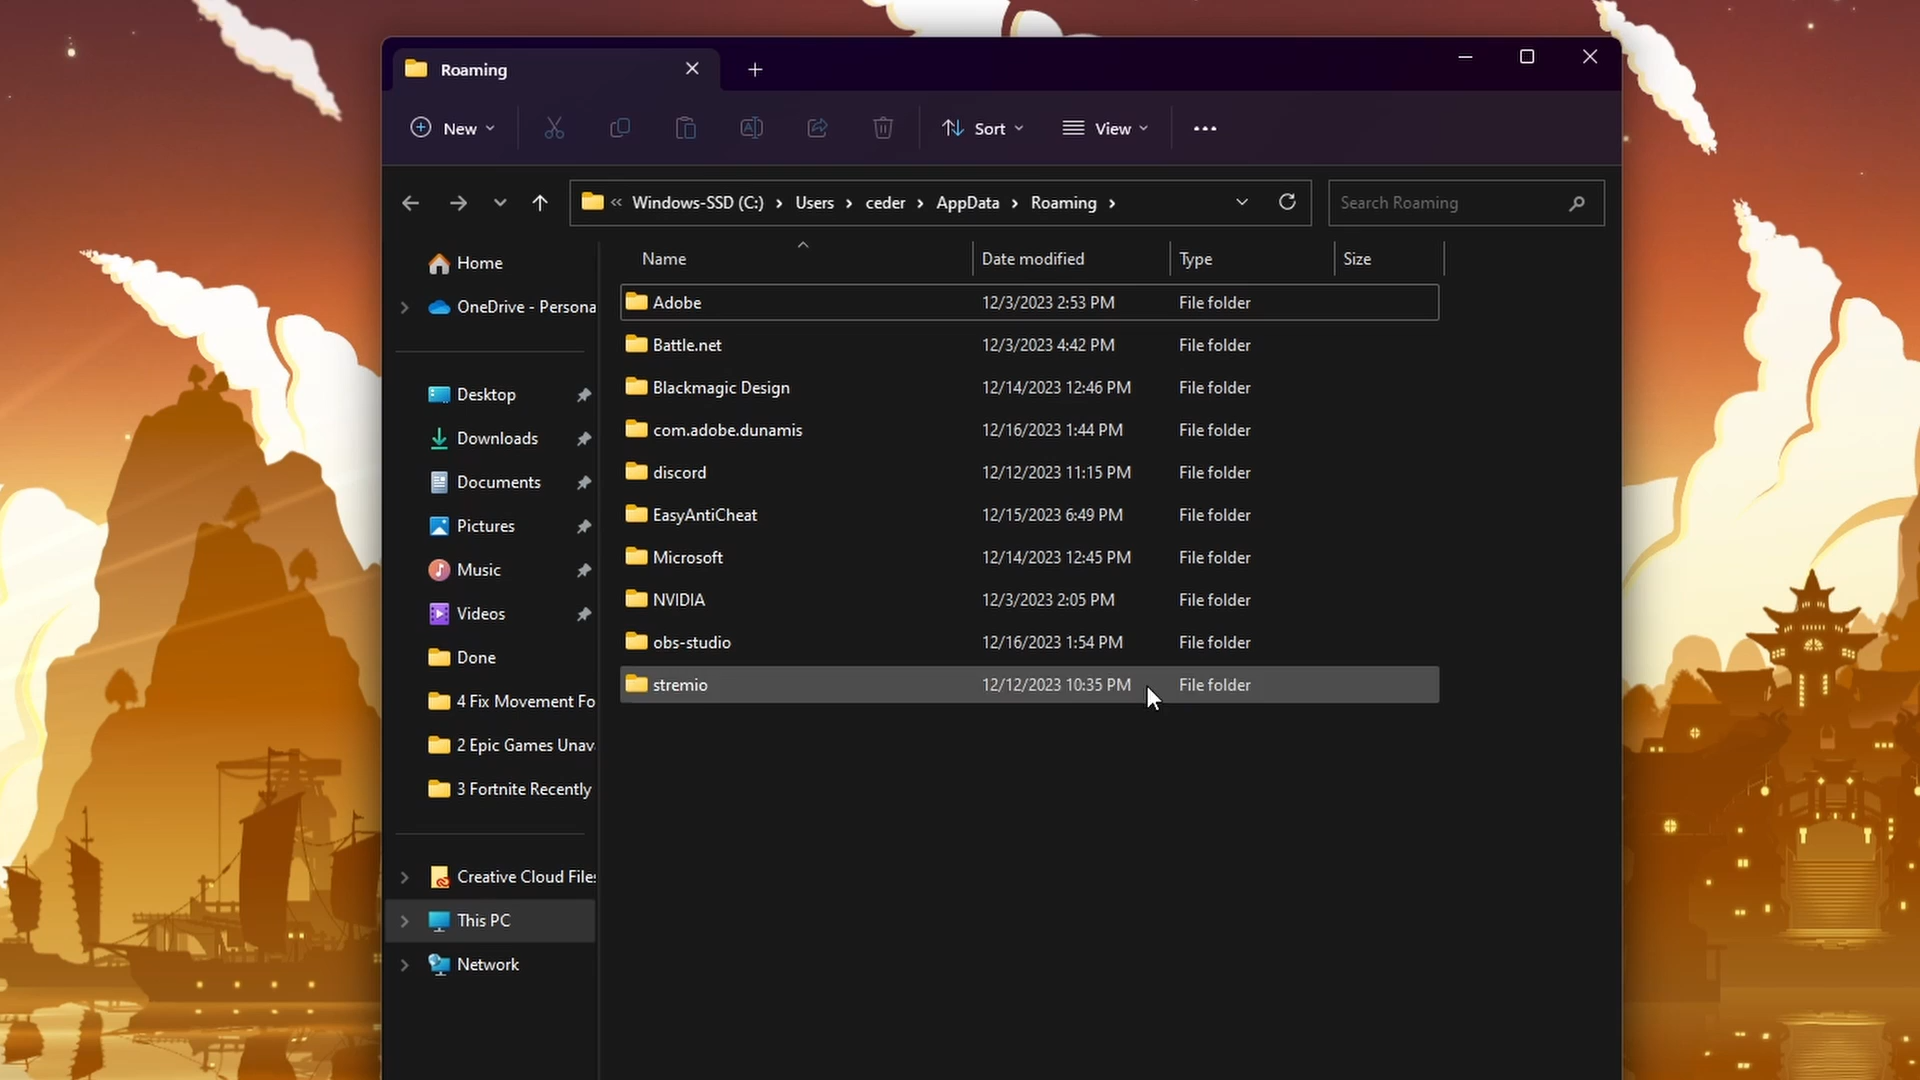 Roaming
New
Sort
View
« Windows-SSD (C:) › Users › ceder › AppData › Roaming ›
Search Roaming
Home
OneDrive - Persona
Desktop
Downloads
Documents
Pictures
Music
Videos
Done
4 Fix Movement Fo
2 Epic Games Unav
3 Fortnite Recently
Creative Cloud Files
This PC
Network
Name Date modified Type Size
Adobe 12/3/2023 2:53 PM File folder
Battle.net 12/3/2023 4:42 PM File folder
Blackmagic Design 12/14/2023 12:46 PM File folder
com.adobe.dunamis 12/16/2023 1:44 PM File folder
discord 12/12/2023 11:15 PM File folder
EasyAntiCheat 12/15/2023 6:49 PM File folder
Microsoft 12/14/2023 12:45 PM File folder
NVIDIA 12/3/2023 2:05 PM File folder
obs-studio 12/16/2023 1:54 PM File folder
stremio 12/12/2023 10:35 PM File folder